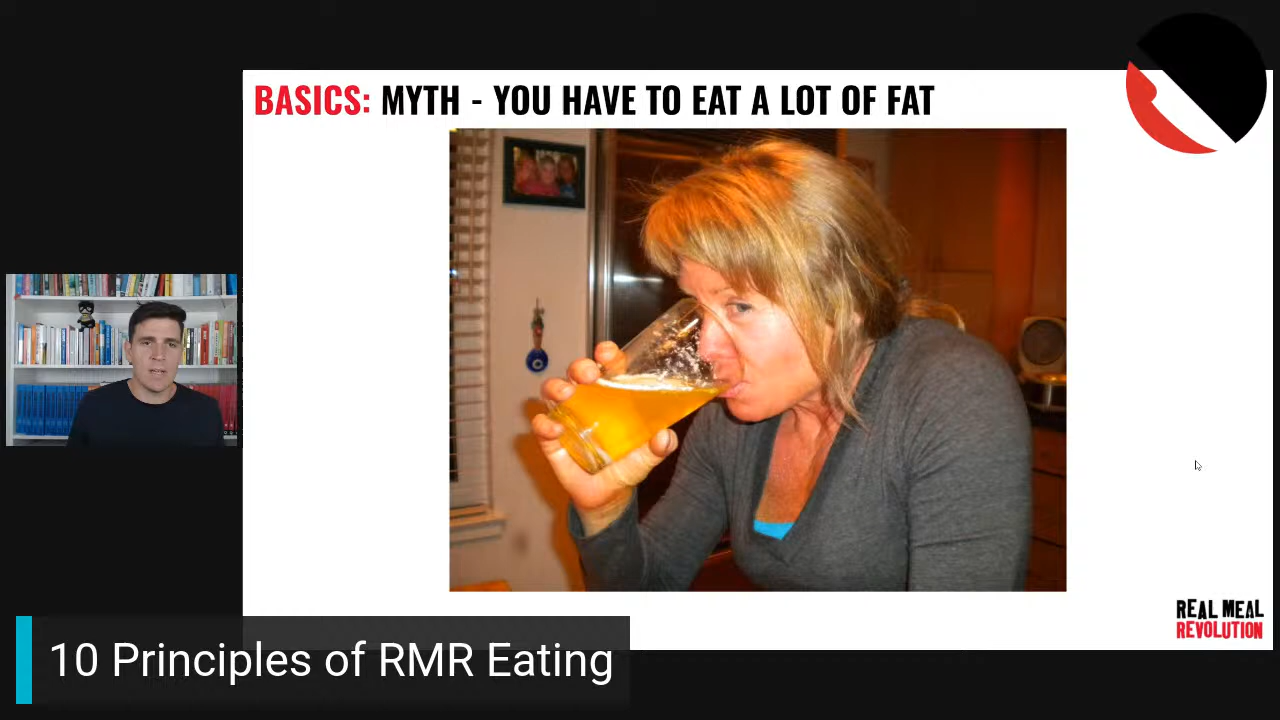 BASICS: MYTH - YOU HAVE TO EAT A LOT OF FAT
REAL MEAL
REVOLUTION
10 Principles of RMR Eating